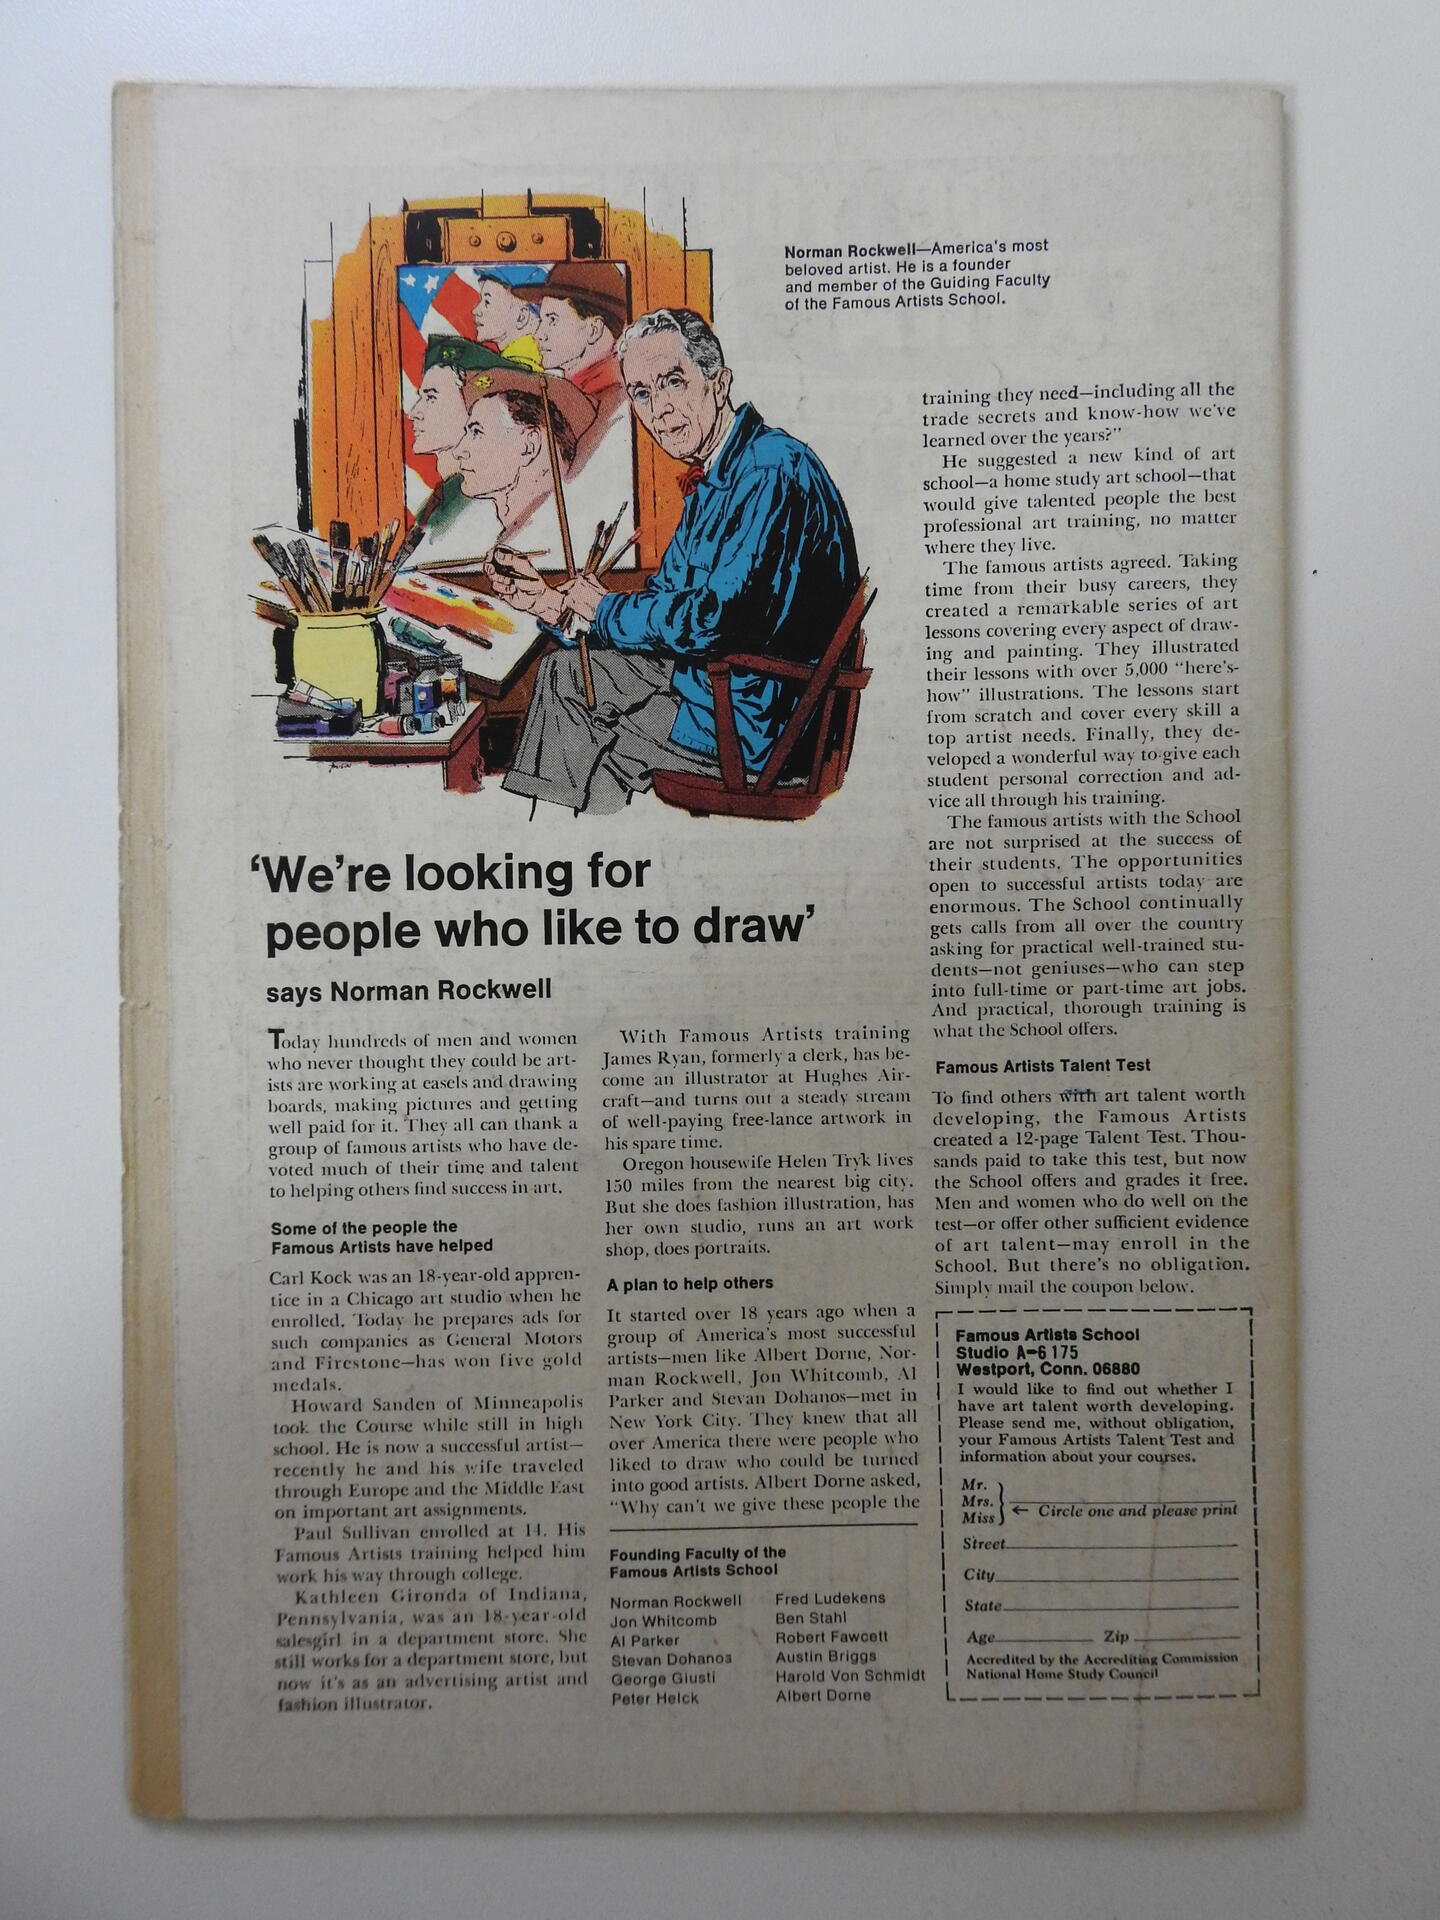 Norman Rockwell—America's most
beloved artist. He is a founder
and member of the Guiding Faculty
of the Famous Artists School.
'We're looking for
people who like to draw'
says Norman Rockwell
Today hundreds of men and women
who never thought they could be art-
ists are working at easels and drawing
boards, making pictures and getting
well paid for it. They all can thank a
group of famous artists who have de-
voted much of their time and talent
to helping others find success in art.
Some of the people the
Famous Artists have helped
Carl Kock was an 18-year-old appren-
tice in a Chicago art studio when he
enrolled. Today he prepares ads for
such companies as General Motors
and Firestone—has won five gold
medals.
Howard Sanden of Minneapolis
took the Course while still in high
school. He is now a successful artist—
recently he and his wife traveled
through Europe and the Middle East
on important art assignments.
Paul Sullivan enrolled at 14. His
Famous Artists training helped him
work his way through college.
Kathleen Gironda of Indiana,
Pennsylvania, was an 18-year-old
salesgirl in a department store. She
still works for a department store, but
now it's as an advertising artist and
fashion illustrator.
With Famous Artists training
James Ryan, formerly a clerk, has be-
come an illustrator at Hughes Air-
craft—and turns out a steady stream
of well-paying free-lance artwork in
his spare time.
Oregon housewife Helen Tryk lives
150 miles from the nearest big city.
But she does fashion illustration, has
her own studio, runs an art work
shop, does portraits.
A plan to help others
It started over 18 years ago when a
group of America's most successful
artists—men like Albert Dorne, Nor-
man Rockwell, Jon Whitcomb, Al
Parker and Stevan Dohanos—met in
New York City. They knew that all
over America there were people who
liked to draw who could be turned
into good artists. Albert Dorne asked,
"Why can't we give these people the
Founding Faculty of the
Famous Artists School
Norman Rockwell
Jon Whitcomb
Al Parker
Stevan Dohanos
George Giusti
Peter Helck
Fred Ludekens
Ben Stahl
Robert Fawcett
Austin Briggs
Harold Von Schmidt
Albert Dorne
training they need—including all the
trade secrets and know-how we've
learned over the years?"
He suggested a new kind of art
school—a home study art school—that
would give talented people the best
professional art training, no matter
where they live.
The famous artists agreed. Taking
time from their busy careers, they
created a remarkable series of art
lessons covering every aspect of draw-
ing and painting. They illustrated
their lessons with over 5,000 "here's-
how" illustrations. The lessons start
from scratch and cover every skill a
top artist needs. Finally, they de-
veloped a wonderful way to give each
student personal correction and ad-
vice all through his training.
The famous artists with the School
are not surprised at the success of
their students. The opportunities
open to successful artists today are
enormous. The School continually
gets calls from all over the country
asking for practical well-trained stu-
dents—not geniuses—who can step
into full-time or part-time art jobs.
And practical, thorough training is
what the School offers.
Famous Artists Talent Test
To find others with art talent worth
developing, the Famous Artists
created a 12-page Talent Test. Thou-
sands paid to take this test, but now
the School offers and grades it free.
Men and women who do well on the
test—or offer other sufficient evidence
of art talent—may enroll in the
School. But there's no obligation.
Simply mail the coupon below.
Famous Artists School
Studio A-6175
Westport, Conn. 06880
I would like to find out whether I
have art talent worth developing.
Please send me, without obligation,
your Famous Artists Talent Test and
information about your courses.
Mr.
Mrs.
Miss ← Circle one and please print
Street
City
State
Age Zip
Accredited by the Accrediting Commission
National Home Study Council